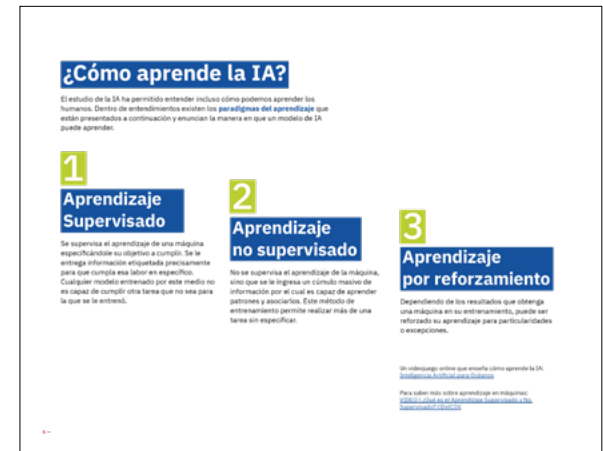 ¿Cómo aprende la IA?
El estudio de la IA ha permitido entender incluso cómo podemos aprender los
humanos. Dentro de entendimientos existen los paradigmas del aprendizaje que
están presentados a continuación y enuncian la manera en que un modelo de IA
puede aprender.
1
Aprendizaje
Supervisado
Se supervisa el aprendizaje de una máquina
especificándole su objetivo a cumplir. Se le
entrega información etiquetada precisamente
para que cumpla esa labor en específico.
Cualquier modelo entrenado por este medio no
es capaz de cumplir otra tarea que no sea para
la que se le entrenó.
2
Aprendizaje
no supervisado
No se supervisa el aprendizaje de la máquina,
sino que se le ingresa un cúmulo masivo de
información por el cual es capaz de aprender
patrones y asociarlos. Este método de
entrenamiento permite realizar más de una
tarea sin especificar.
3
Aprendizaje
por reforzamiento
Dependiendo de los resultados que obtenga
una máquina en su entrenamiento, puede ser
reforzado su aprendizaje para particularidades
o excepciones.
Un videojuego online que enseña cómo aprende la IA:
Inteligencia Artificial para Océanos
Para saber más sobre aprendizaje en máquinas:
VIDEO | ¿Qué es el Aprendizaje Supervisado y No
Supervisado? |